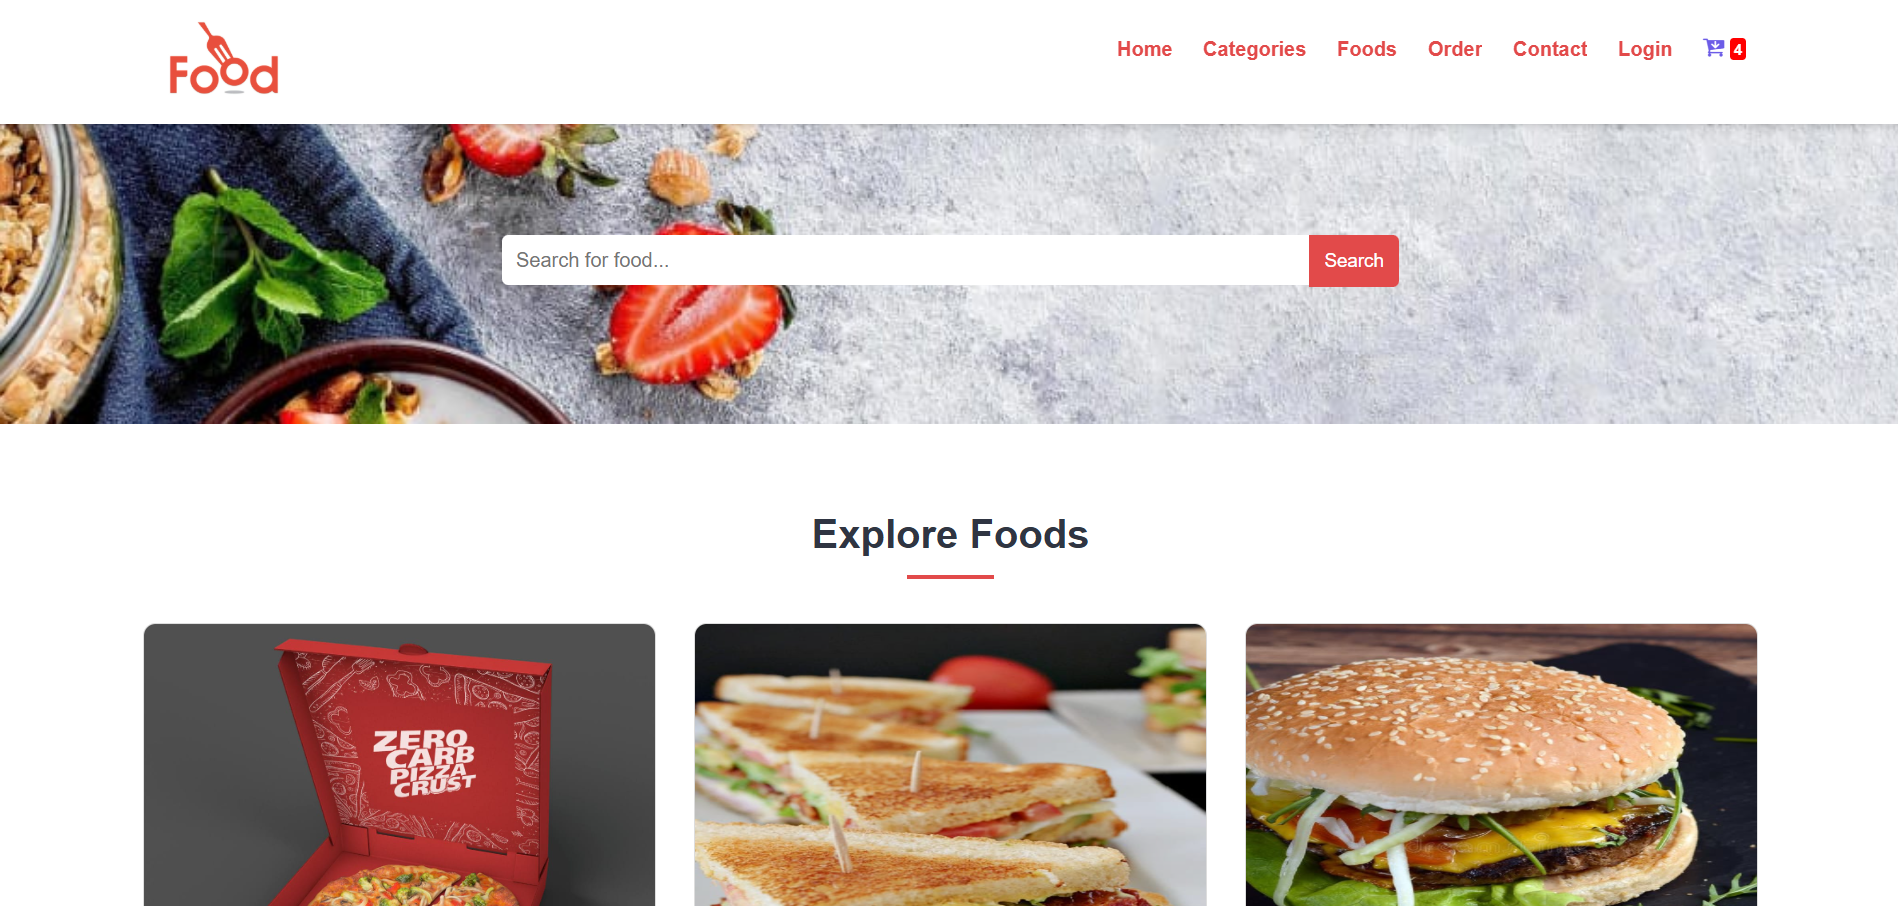 Food
Home Categories Foods Order Contact Login 4
Search for food... Search
Explore Foods
ZERO
CARB
PIZZA
CRUST